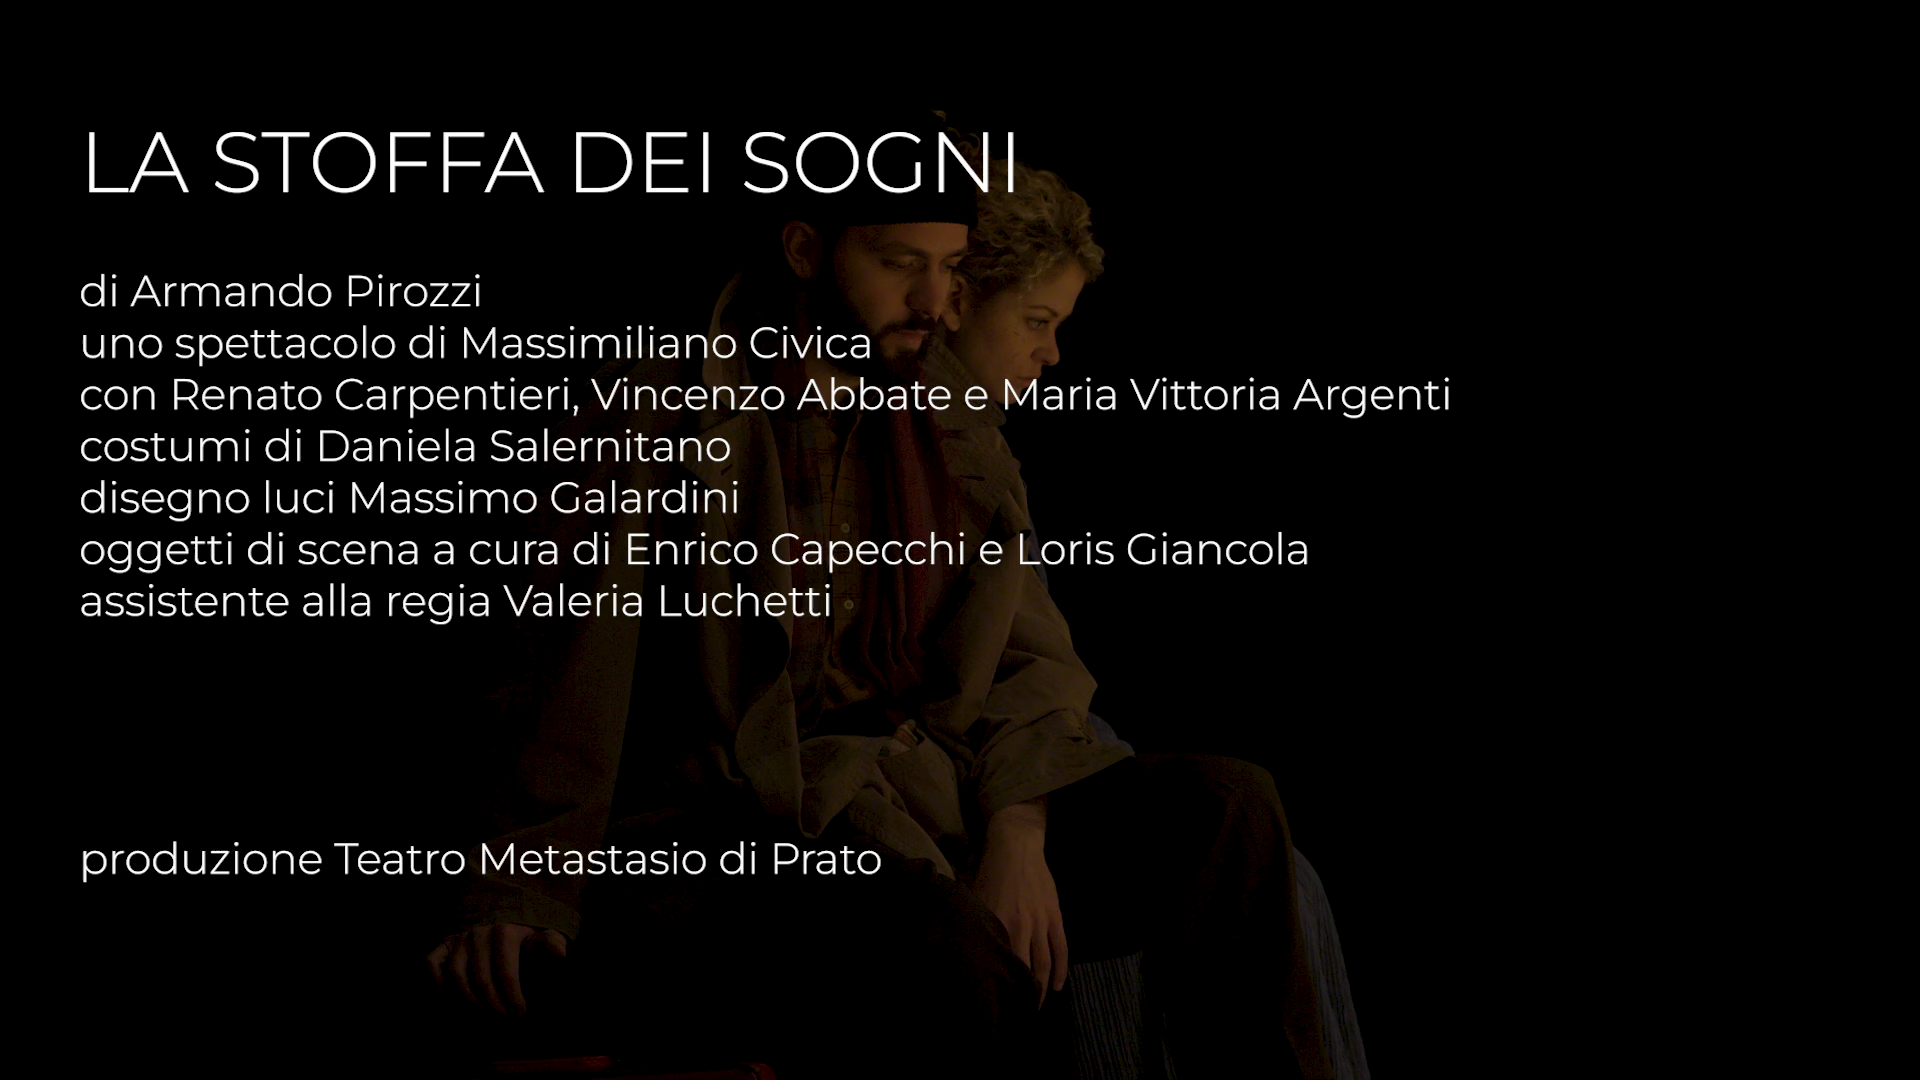 LA STOFFA DEI SOGNI
di Armando Pirozzi
uno spettacolo di Massimiliano Civica
con Renato Carpentieri, Vincenzo Abbate e Maria Vittoria Argenti
costumi di Daniela Salernitano
disegno luci Massimo Galardini
oggetti di scena a cura di Enrico Capecchi e Loris Giancola
assistente alla regia Valeria Luchetti
produzione Teatro Metastasio di Prato